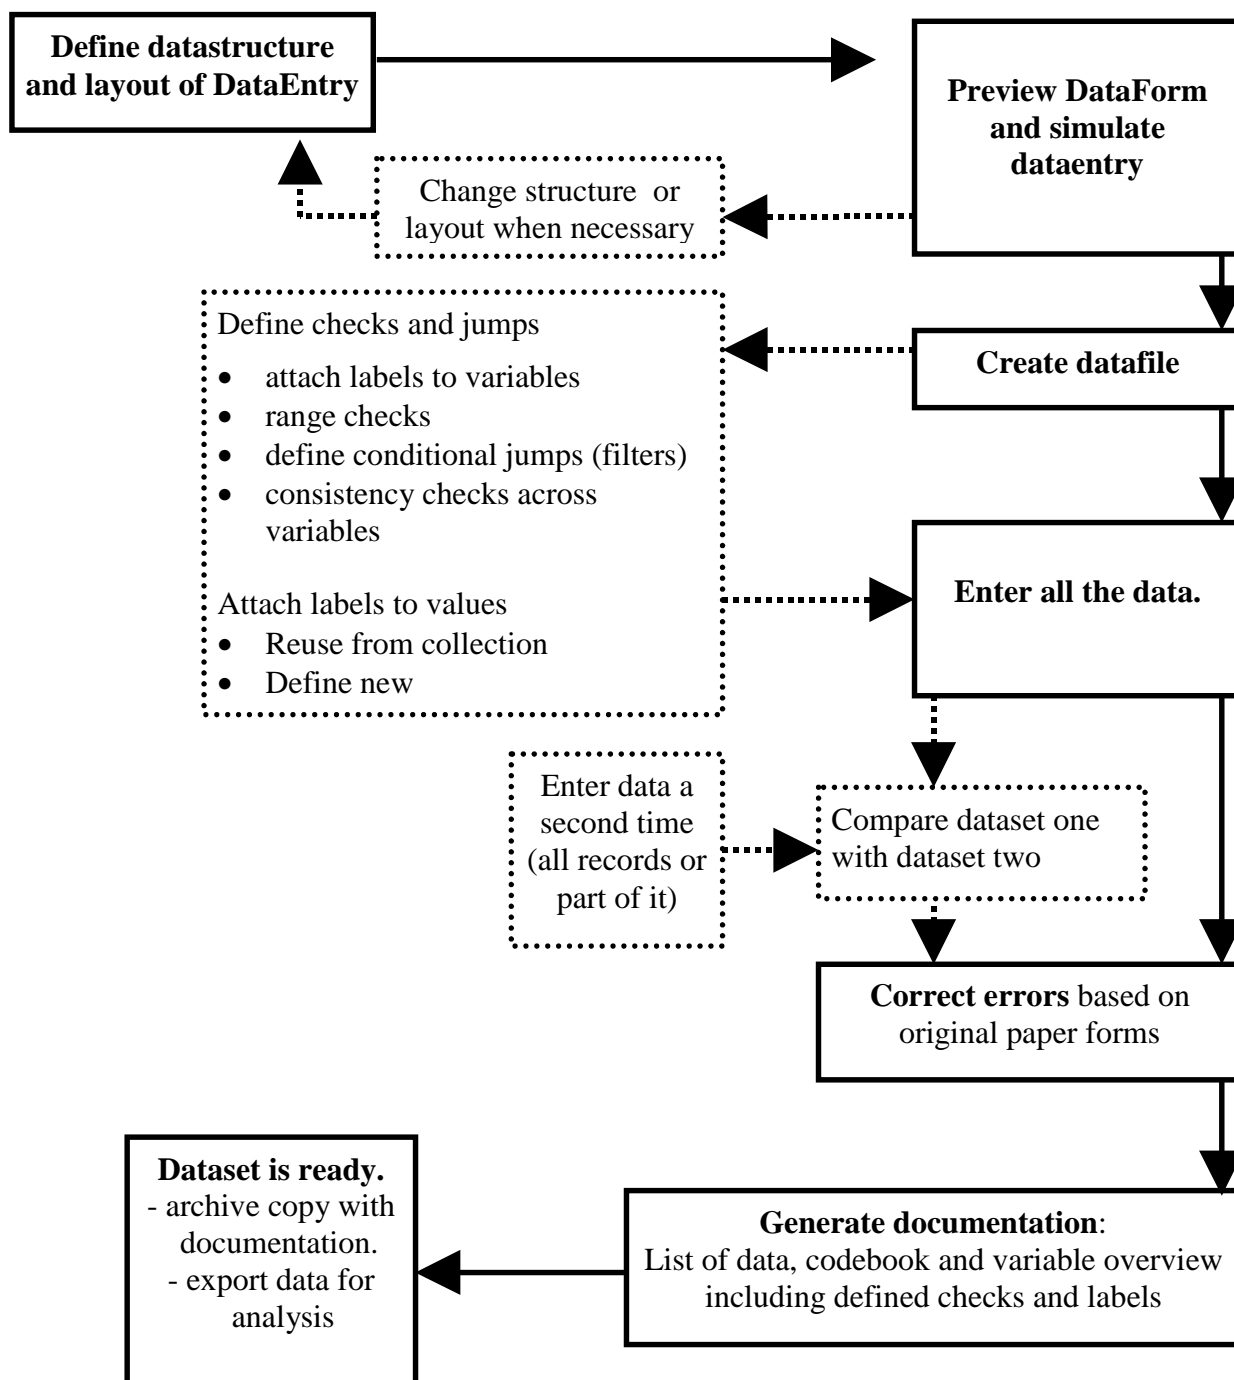 Define datastructure
and layout of DataEntry
Preview DataForm
and simulate
dataentry
Change structure  or
layout when necessary
Define checks and jumps
• attach labels to variables
• range checks
• define conditional jumps (filters)
• consistency checks across
variables
Attach labels to values
• Reuse from collection
• Define new
Create datafile
Enter all the data.
Enter data a
second time
(all records or
part of it)
Compare dataset one
with dataset two
Correct errors based on
original paper forms
Generate documentation:
List of data, codebook and variable overview
including defined checks and labels
Dataset is ready.
- archive copy with
documentation.
- export data for
analysis